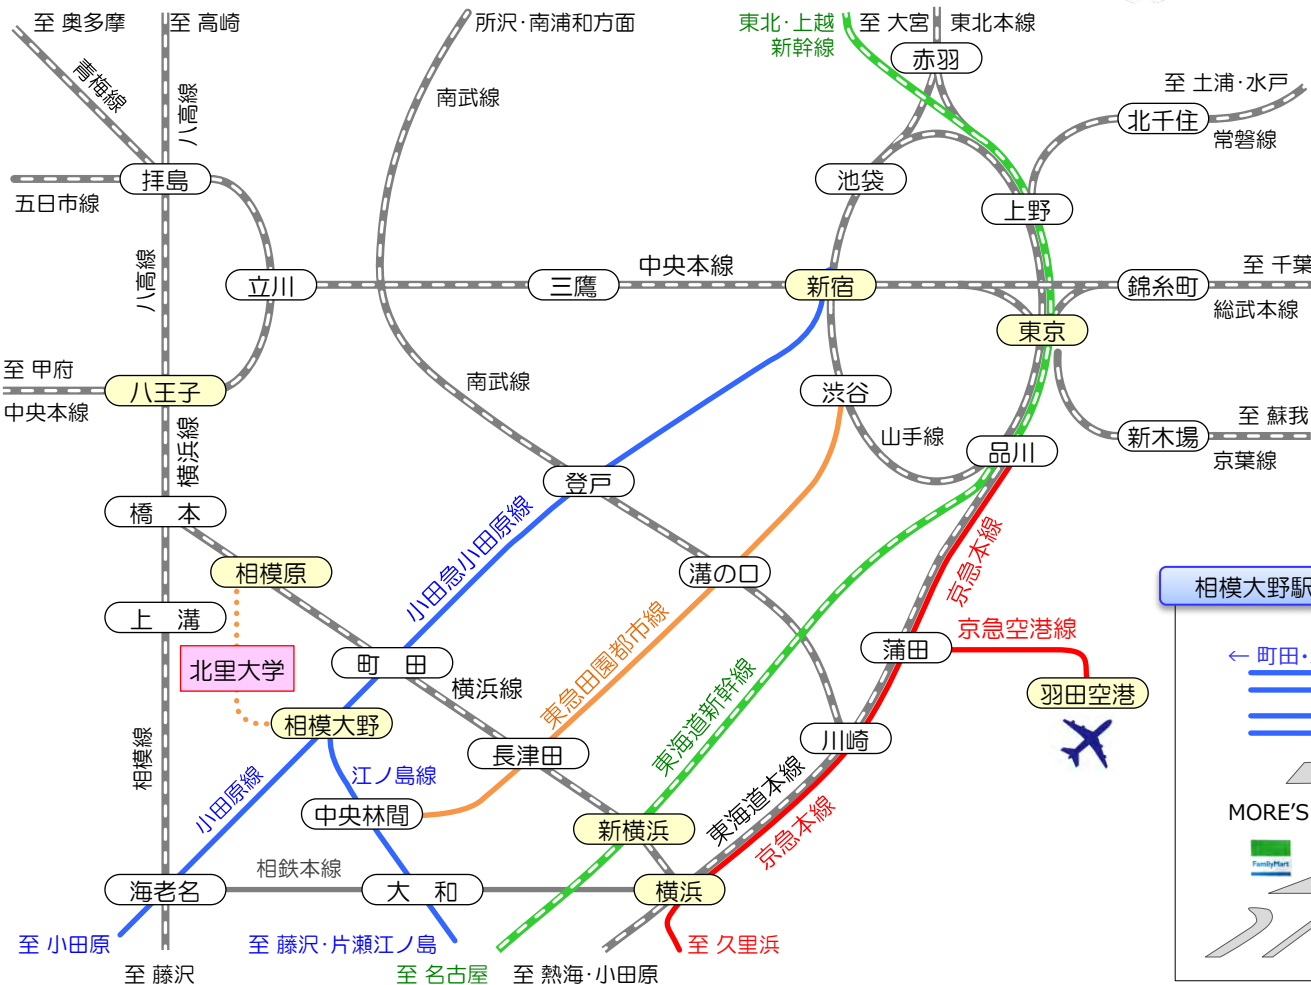 至 奥多摩
至 高崎
所沢･南浦和方面
東北･上越
新幹線
至 大宮
東北本線
赤羽
青梅線
八高線
南武線
至 土浦･水戸
北千住
常磐線
拝島
五日市線
池袋
上野
八高線
立川
三鷹
中央本線
新宿
錦糸町
至 千葉
総武本線
東京
至 甲府
中央本線
八王子
南武線
渋谷
山手線
品川
新木場
至 蘇我
京葉線
横浜線
橋 本
登戸
小田急小田原線
相模原
溝の口
京急本線
上 溝
北里大学
町 田
横浜線
東急田園都市線
蒲田
京急空港線
羽田空港
相模大野
相模線
長津田
東海道新幹線
川崎
小田原線
江ノ島線
中央林間
新横浜
東海道本線
京急本線
相鉄本線
海老名
大 和
横浜
至 小田原
至 藤沢･片瀬江ノ島
至 久里浜
至 藤沢
至 名古屋
至 熱海･小田原
相模大野駅
← 町田･
MORE'S
FamilyMart